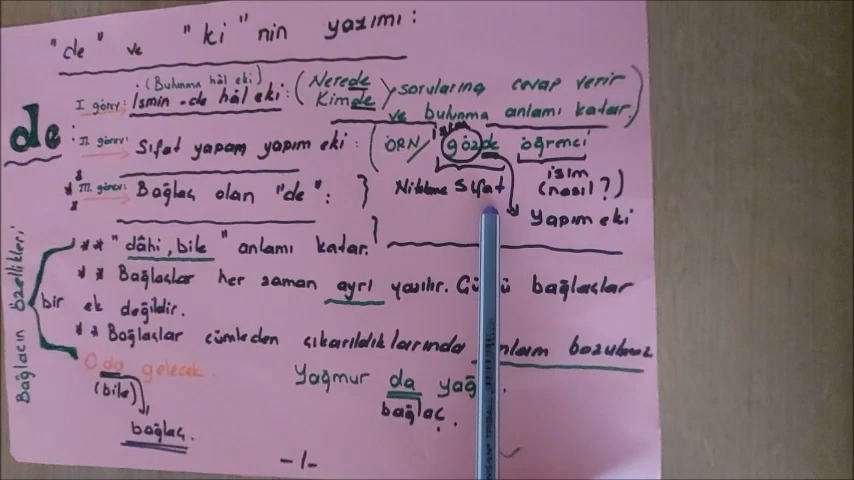 "de" ve "ki"nin yazımı:
(Bulunma hâl eki)
de : I. görev: İsmin -de hâl eki: (Nerede Kimde) sorularına cevap verir
ve bulunma anlamı katar.)
II. görev: Sıfat yapan yapım eki: (ÖRN/ gözde öğrenci
isim
isim
Niteleme Sıfat (nasıl?)
Yapım eki
III. görev: Bağlaç olan "de":
** "dâhi, bile" anlamı katar.
** Bağlaçlar her zaman ayrı yazılır. bağlaçlar
bir ek değildir.
** Bağlaçlar cümleden çıkarıldıklarında bozulmaz
Bağlacın özellikleri
O da gelecek.
(bile)
bağlaç.
Yağmur da
bağlaç.
-1-